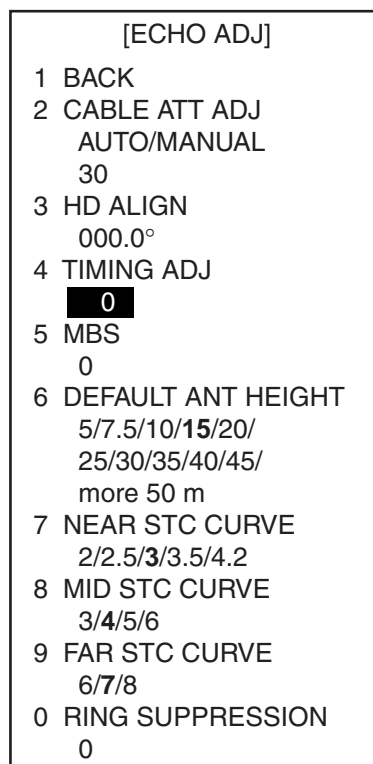 [ECHO ADJ]
1 BACK
2 CABLE ATT ADJ
AUTO/MANUAL
30
3 HD ALIGN
000.0°
4 TIMING ADJ
0
5 MBS
0
6 DEFAULT ANT HEIGHT
5/7.5/10/15/20/
25/30/35/40/45/
more 50 m
7 NEAR STC CURVE
2/2.5/3/3.5/4.2
8 MID STC CURVE
3/4/5/6
9 FAR STC CURVE
6/7/8
0 RING SUPPRESSION
0